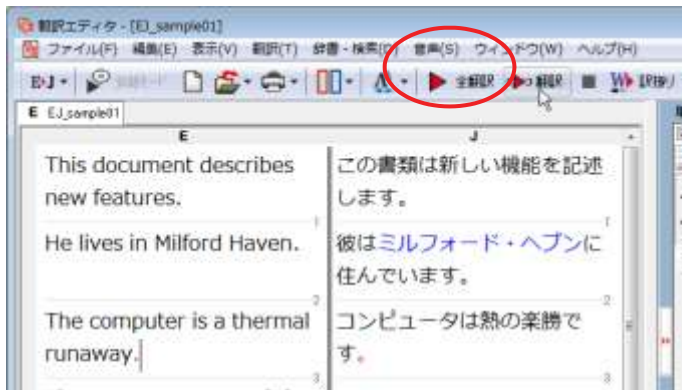 翻訳エディタ - [EJ_sample01]
ファイル(F) 編集(E) 表示(V) 翻訳(T) 辞書・検索(D) 音声(S) ウィンドウ(W) ヘルプ(H)
全翻訳 翻訳
E EJ_sample01
E
This document describes
new features.
1
He lives in Milford Haven.
2
The computer is a thermal
runaway.
3
J
この書類は新しい機能を記述
します。
1
彼はミルフォード・ヘブンに
住んでいます。
2
コンピュータは熱の楽勝で
す。
3